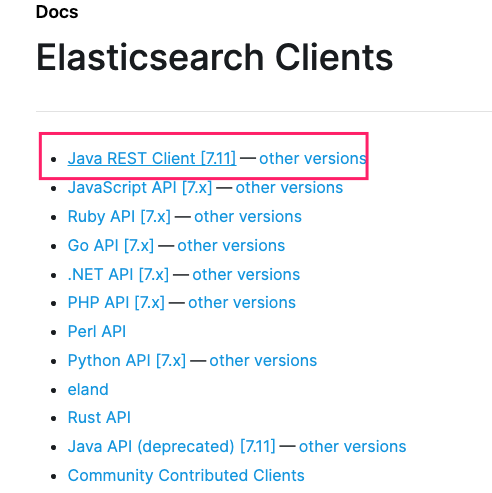 Docs
Elasticsearch Clients
Java REST Client [7.11] — other versions
JavaScript API [7.x] — other versions
Ruby API [7.x] — other versions
Go API [7.x] — other versions
.NET API [7.x] — other versions
PHP API [7.x] — other versions
Perl API
Python API [7.x] — other versions
eland
Rust API
Java API (deprecated) [7.11] — other versions
Community Contributed Clients